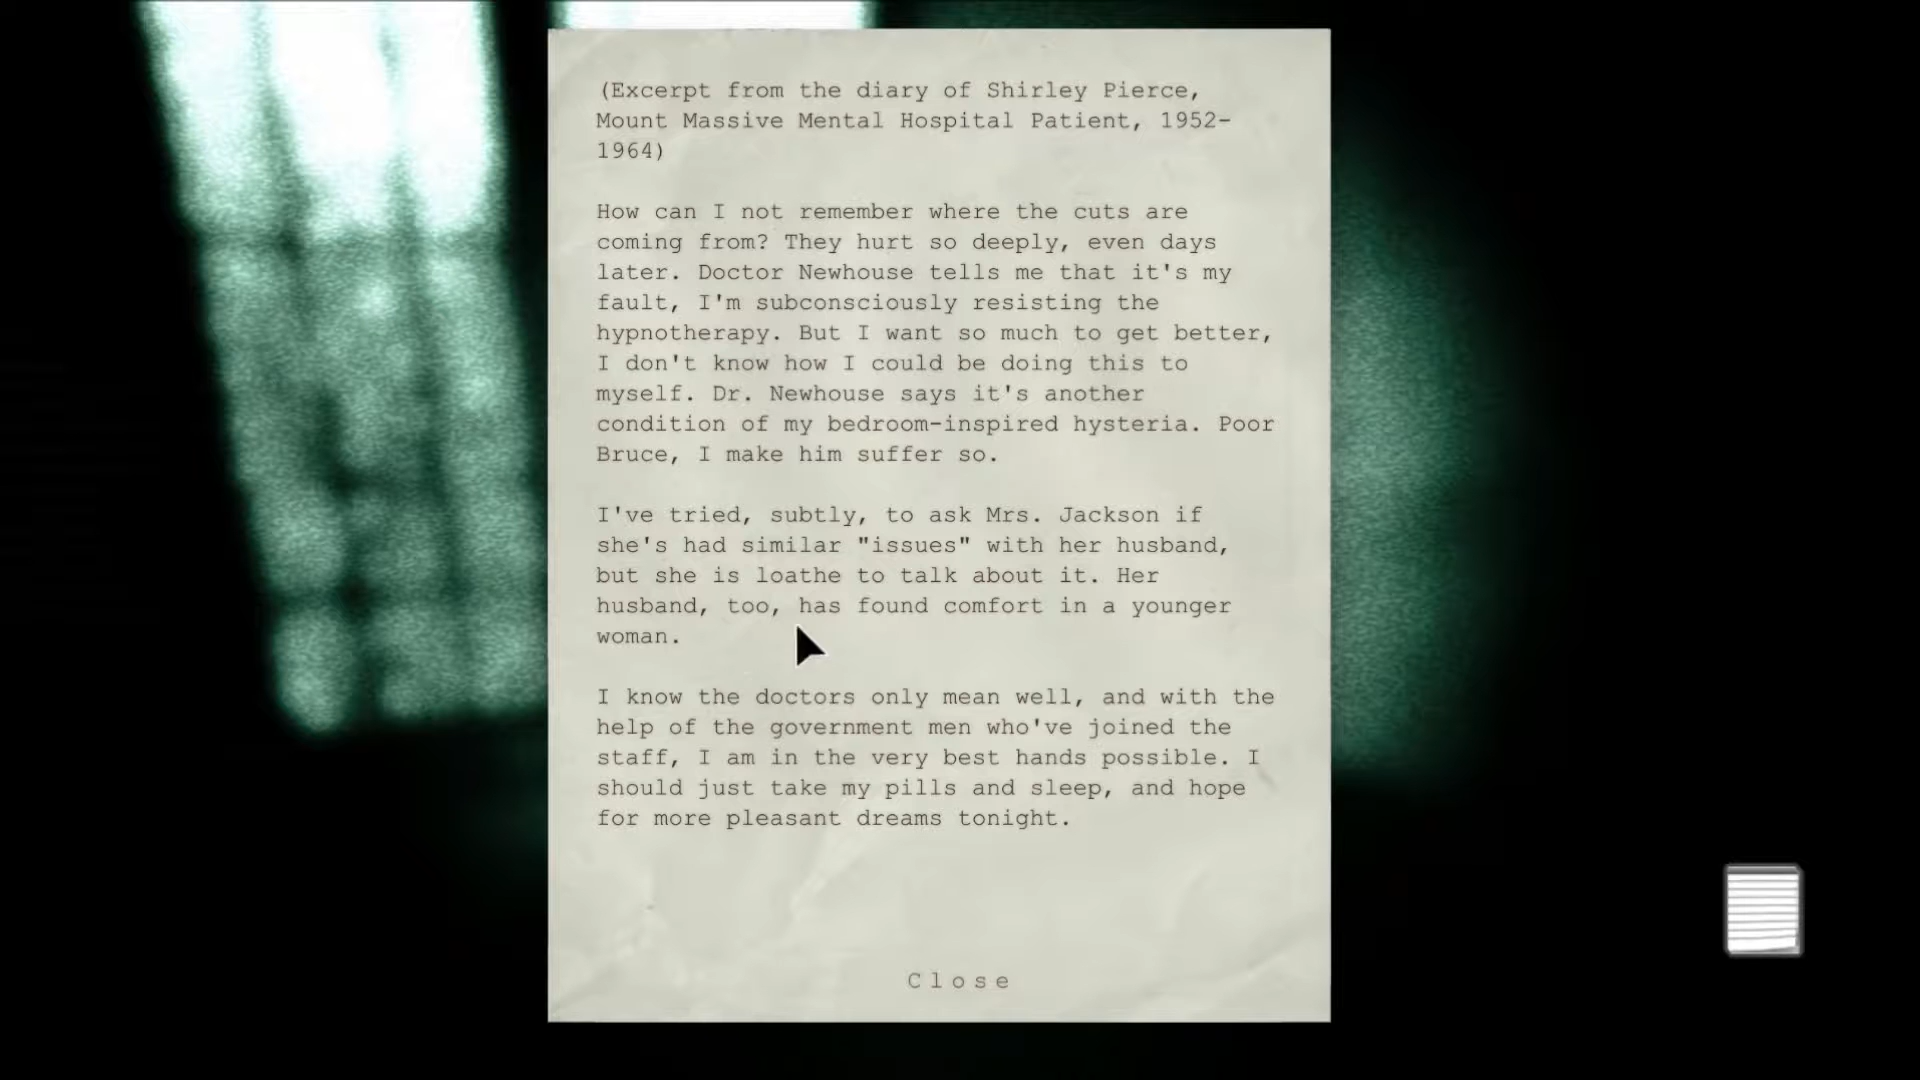 (Excerpt from the diary of Shirley Pierce,
Mount Massive Mental Hospital Patient, 1952-
1964)
How can I not remember where the cuts are
coming from? They hurt so deeply, even days
later. Doctor Newhouse tells me that it's my
fault, I'm subconsciously resisting the
hypnotherapy. But I want so much to get better,
I don't know how I could be doing this to
myself. Dr. Newhouse says it's another
condition of my bedroom-inspired hysteria. Poor
Bruce, I make him suffer so.
I've tried, subtly, to ask Mrs. Jackson if
she's had similar "issues" with her husband,
but she is loathe to talk about it. Her
husband, too, has found comfort in a younger
woman.
I know the doctors only mean well, and with the
help of the government men who've joined the
staff, I am in the very best hands possible. I
should just take my pills and sleep, and hope
for more pleasant dreams tonight.
Close